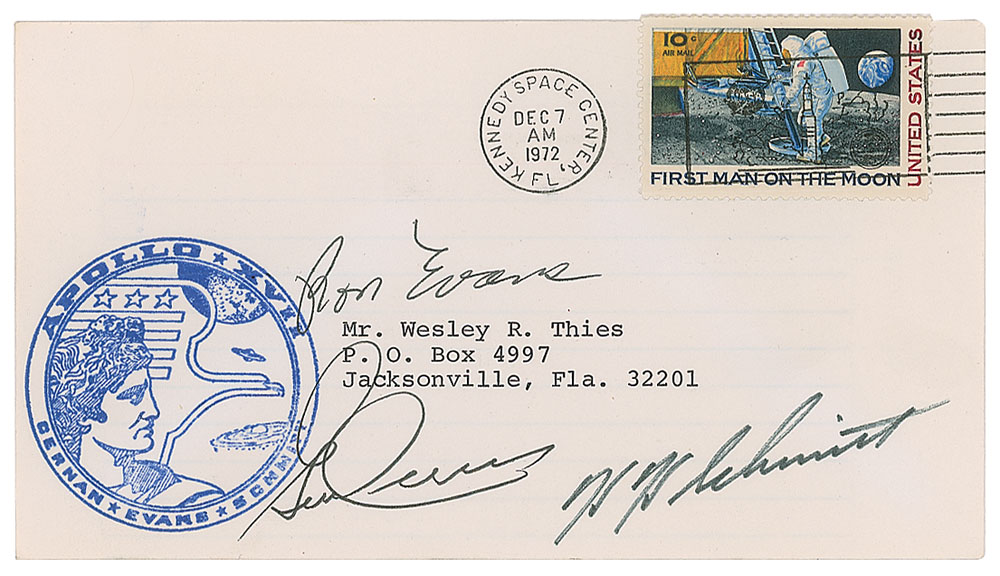 10c
AIR MAIL
UNITED STATES
FIRST MAN ON THE MOON
KENNEDY SPACE CENTER, FL.
DEC 7
AM
1972
Ron Evans
Mr. Wesley R. Thies
P. O. Box 4997
Jacksonville, Fla. 32201
APOLLO ★ XVII
CERNAN ★ EVANS ★ SCHMITT
Gene Cernan
H H Schmitt